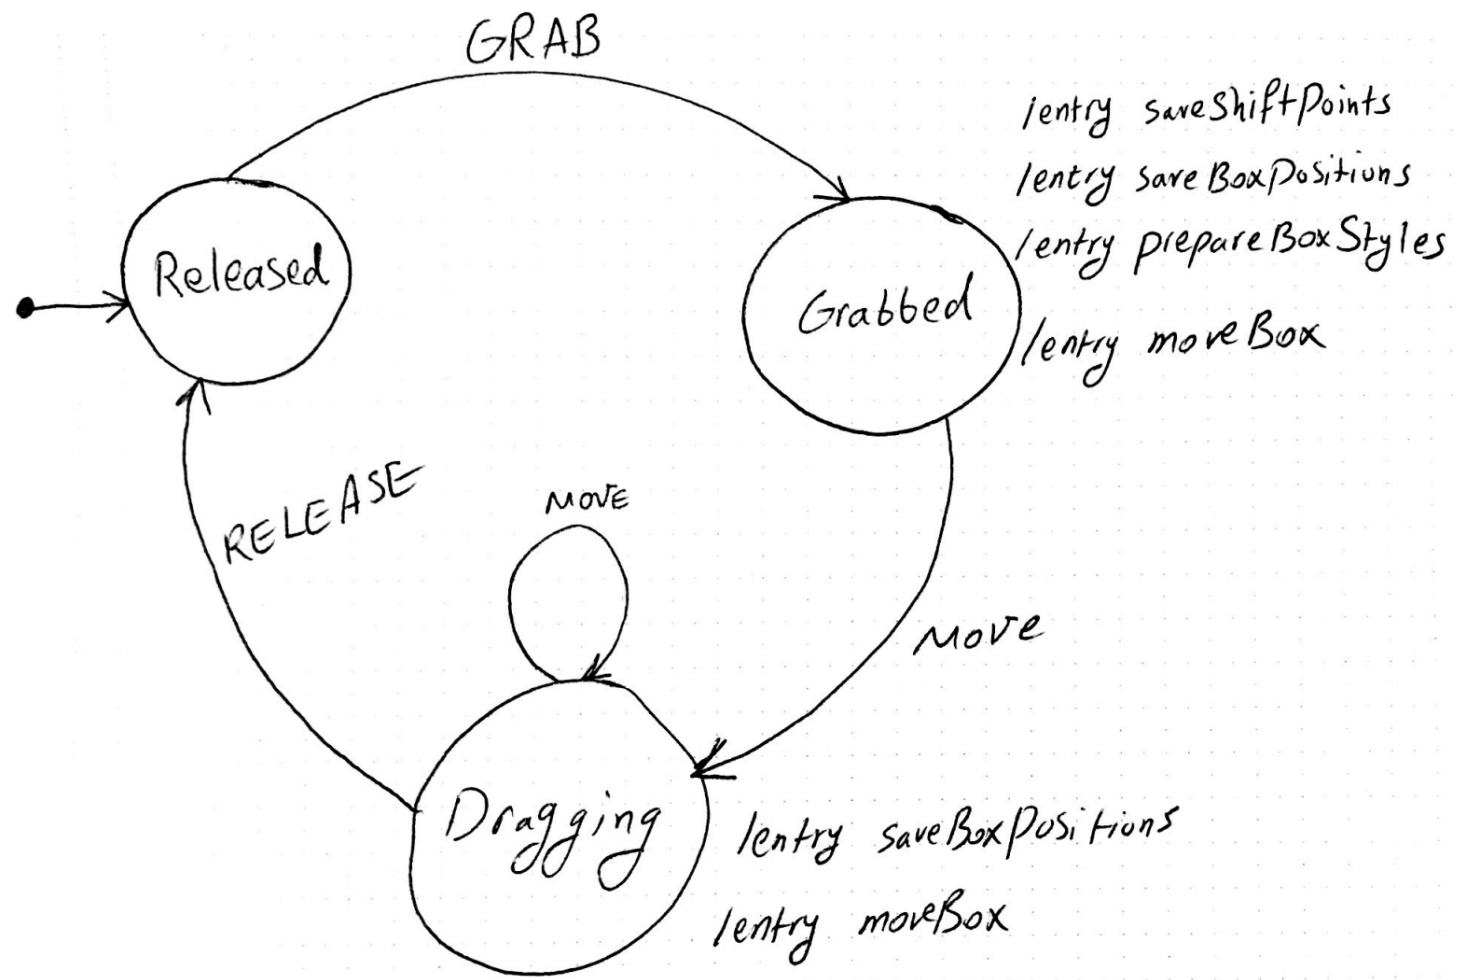 GRAB
/entry saveShiftPoints
/entry saveBoxPositions
/entry prepareBoxStyles
/entry moveBox
Released
Grabbed
RELEASE
MOVE
MOVE
Dragging
/entry saveBoxPositions
/entry moveBox